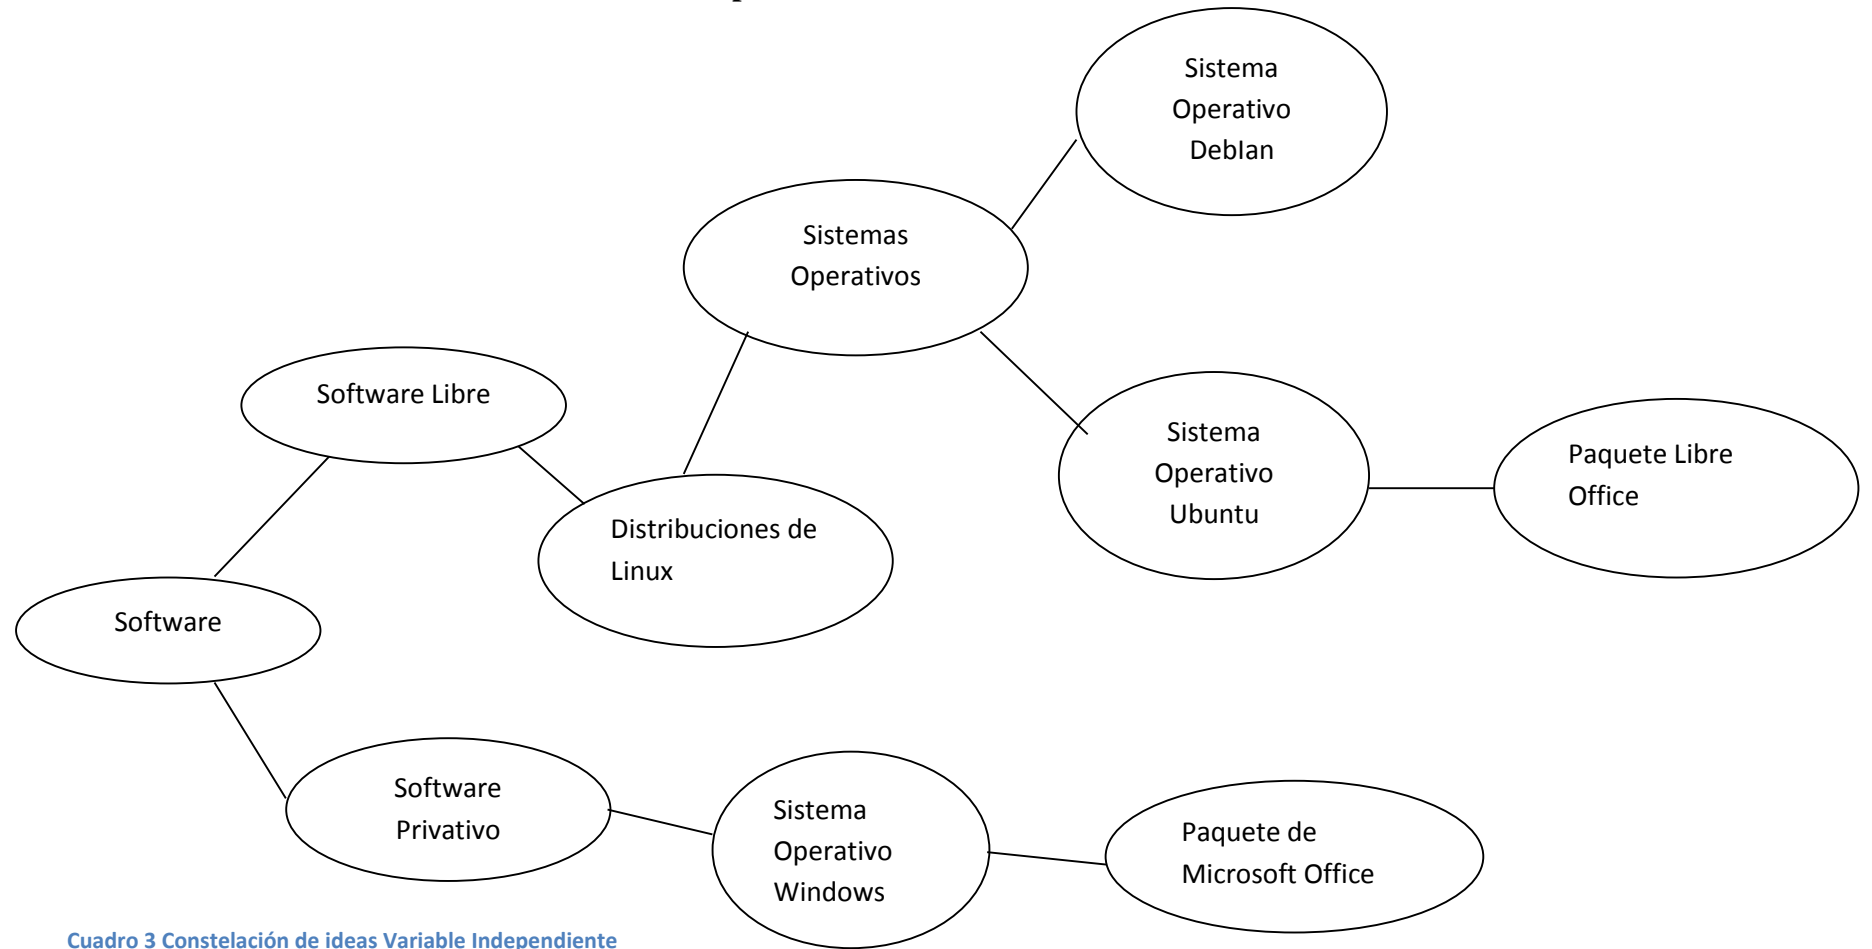 Sistema
Operativo
DebIan
Sistemas
Operativos
Software Libre
Sistema
Operativo
Ubuntu
Paquete Libre
Office
Distribuciones de
Linux
Software
Software
Privativo
Sistema
Operativo
Windows
Paquete de
Microsoft Office
Cuadro 3 Constelación de ideas Variable Independiente